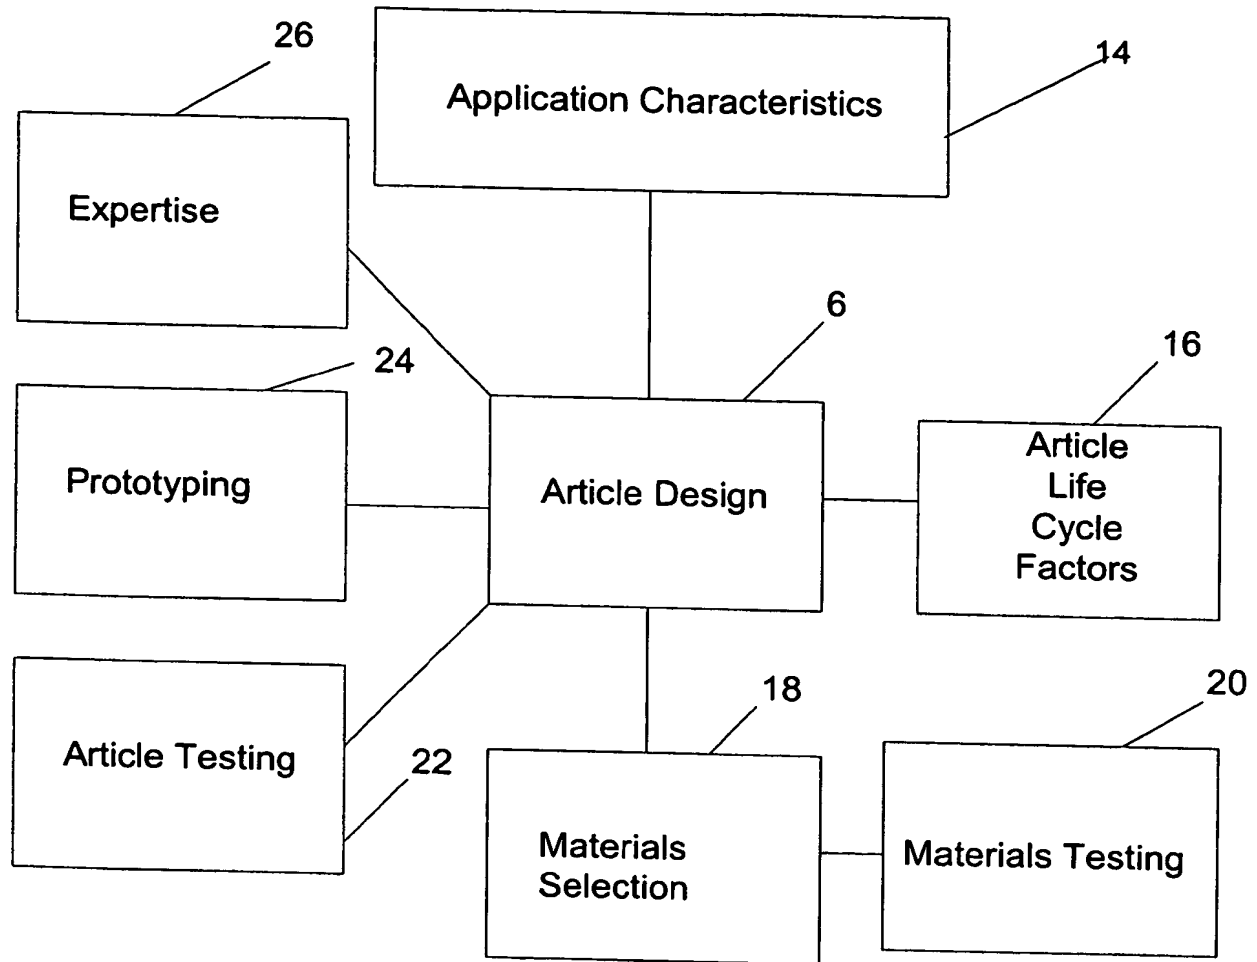 26
14
Application Characteristics
Expertise
6
24
16
Article
Life
Cycle
Factors
Prototyping
Article Design
18
20
Article Testing
22
Materials
Selection
Materials Testing